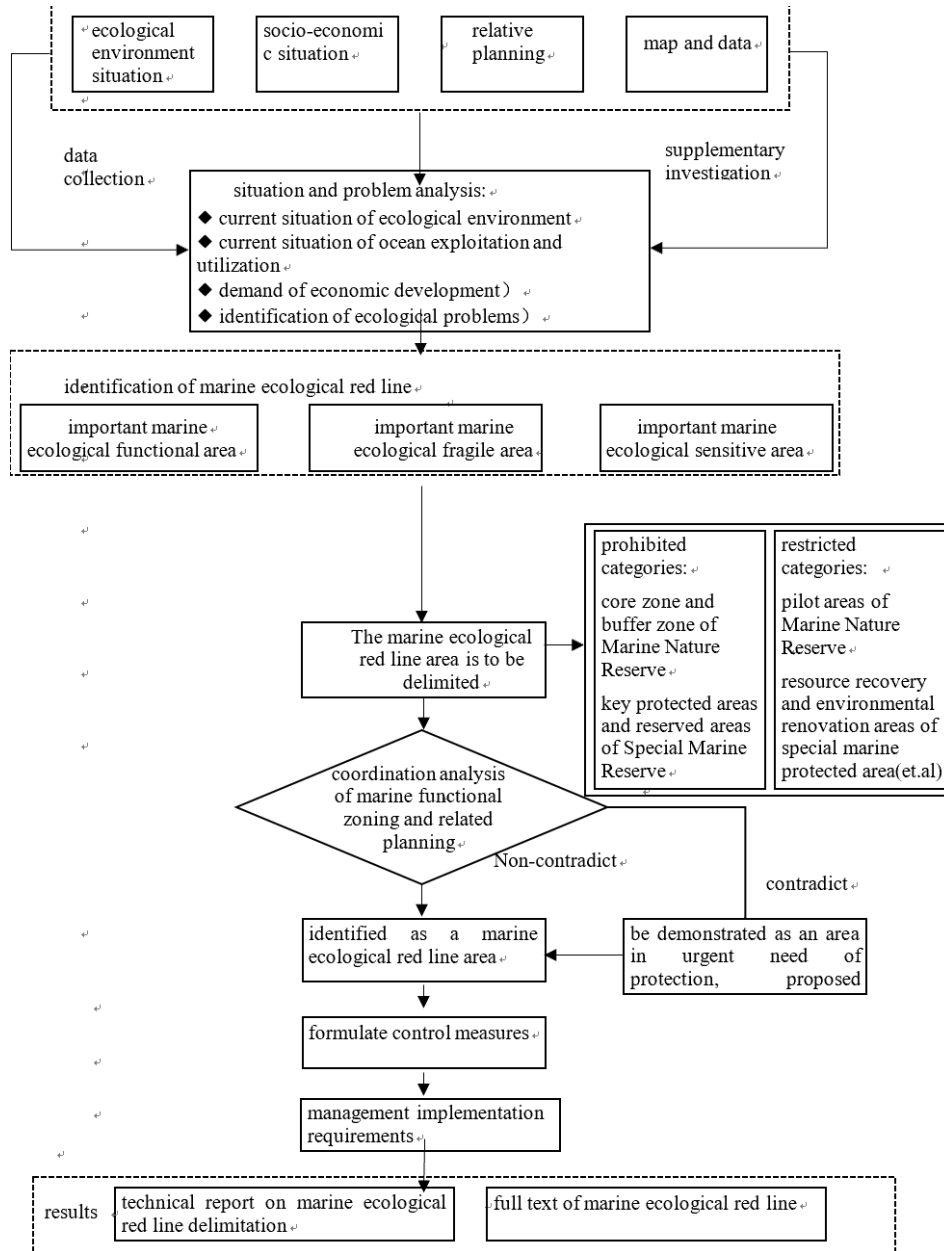 ecological
environment
situation
socio-economi
c situation
relative
planning
map and data
data
collection
supplementary
investigation
situation and problem analysis:
◆ current situation of ecological environment
◆ current situation of ocean exploitation and
utilization
◆ demand of economic development）
◆ identification of ecological problems）
identification of marine ecological red line
important marine
ecological functional area
important marine
ecological fragile area
important marine
ecological sensitive area
prohibited
categories:
core zone and
buffer zone of
Marine Nature
Reserve
key protected areas
and reserved areas
of Special Marine
Reserve
restricted
categories:
pilot areas of
Marine Nature
Reserve
resource recovery
and environmental
renovation areas of
special marine
protected area(et.al)
The marine ecological
red line area is to be
delimited
coordination analysis
of marine functional
zoning and related
planning
Non-contradict
contradict
identified as a marine
ecological red line area
be demonstrated as an area
in urgent need of
protection, proposed
formulate control measures
management implementation
requirements
results
technical report on marine ecological
red line delimitation
full text of marine ecological red line